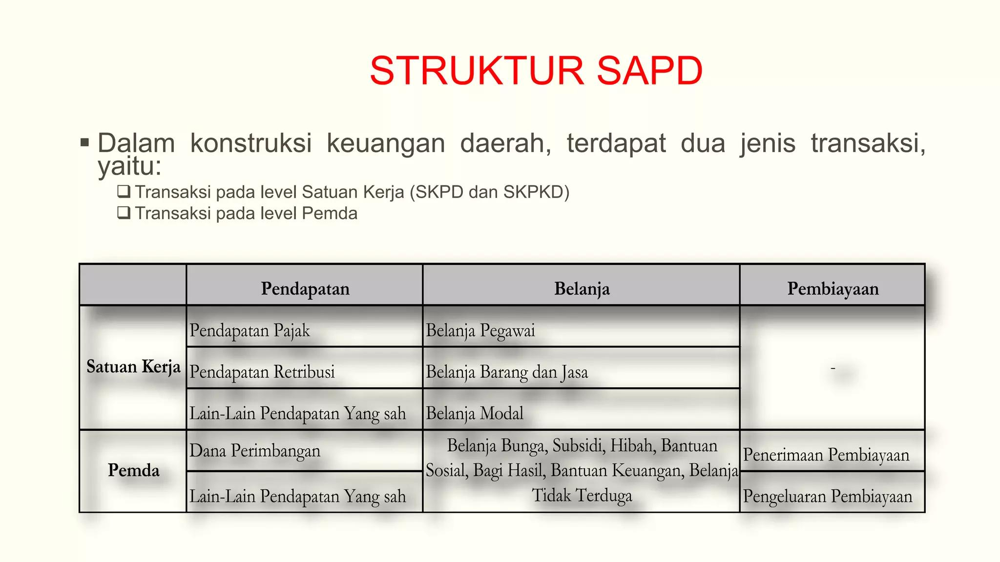 STRUKTUR SAPD
▪ Dalam konstruksi keuangan daerah, terdapat dua jenis transaksi,
yaitu:
❑ Transaksi pada level Satuan Kerja (SKPD dan SKPKD)
❑ Transaksi pada level Pemda
Pendapatan Belanja Pembiayaan
Satuan Kerja
Pendapatan Pajak Belanja Pegawai
Pendapatan Retribusi Belanja Barang dan Jasa
-
Lain-Lain Pendapatan Yang sah Belanja Modal
Pemda
Dana Perimbangan
Lain-Lain Pendapatan Yang sah
Belanja Bunga, Subsidi, Hibah, Bantuan
Sosial, Bagi Hasil, Bantuan Keuangan, Belanja
Tidak Terduga
Penerimaan Pembiayaan
Pengeluaran Pembiayaan